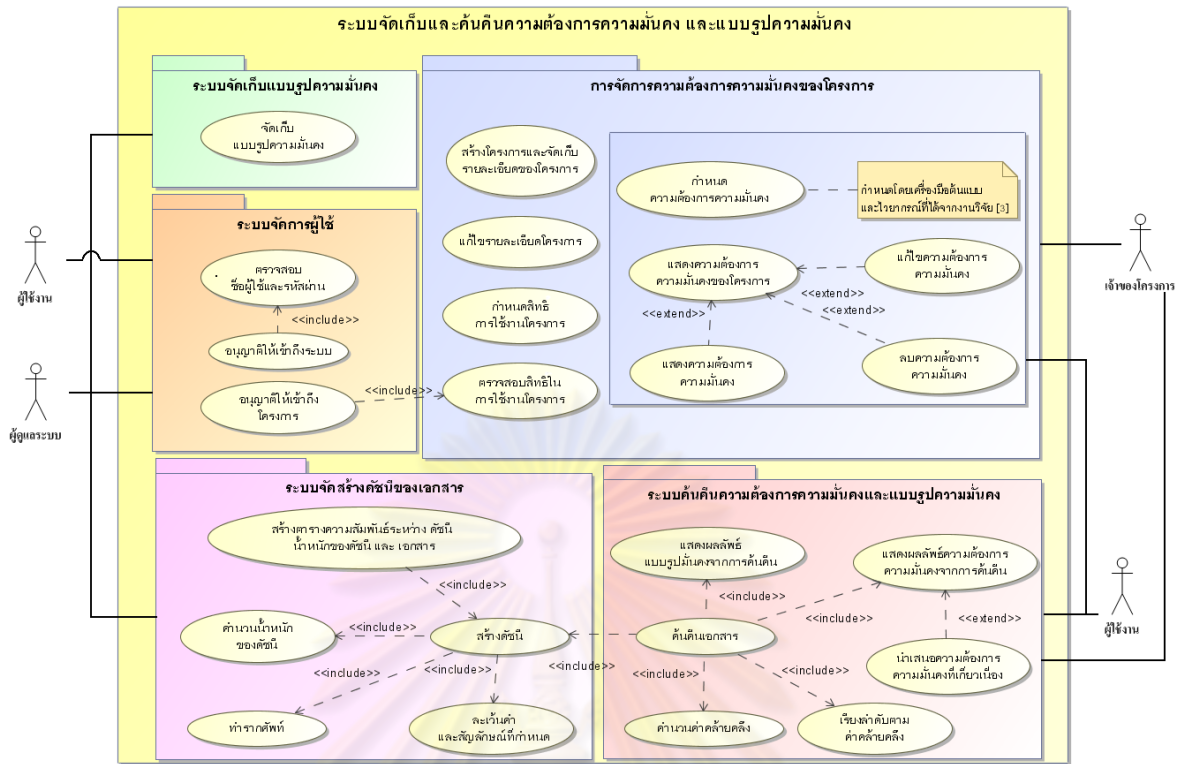 ระบบจัดเก็บและค้นคืนความต้องการความมั่นคง และแบบรูปความมั่นคง
ระบบจัดเก็บแบบรูปความมั่นคง
จัดเก็บ
แบบรูปความมั่นคง
ระบบจัดการผู้ใช้
ตรวจสอบ
ชื่อผู้ใช้และรหัสผ่าน
<<include>>
อนุญาติให้เข้าถึงระบบ
อนุญาติให้เข้าถึง
โครงการ
<<include>>
การจัดการความต้องการความมั่นคงของโครงการ
สร้างโครงการและจัดเก็บ
รายละเอียดของโครงการ
แก้ไขรายละเอียดโครงการ
กำหนดสิทธิ
การใช้งานโครงการ
ตรวจสอบสิทธิใน
การใช้งานโครงการ
กำหนด
ความต้องการความมั่นคง
กำหนดโดยเครื่องมือต้นแบบ
และไวยากรณ์ที่ได้จากงานวิจัย [3]
แสดงความต้องการ
ความมั่นคงของโครงการ
แก้ไขความต้องการ
ความมั่นคง
<<extend>>
<<extend>>
<<extend>>
แสดงความต้องการ
ความมั่นคง
ลบความต้องการ
ความมั่นคง
ผู้ใช้งาน
ผู้ดูแลระบบ
เจ้าของโครงการ
ผู้ใช้งาน
ระบบจัดสร้างดัชนีของเอกสาร
สร้างตารางความสัมพันธ์ระหว่าง ดัชนี
น้ำหนักของดัชนี และ เอกสาร
<<include>>
คำนวนน้ำหนัก
ของดัชนี
<<include>>
สร้างดัชนี
<<include>>
<<include>>
<<include>>
ทำรากศัพท์
ละเว้นคำ
และสัญลักษณ์ที่กำหนด
ระบบค้นคืนความต้องการความมั่นคงและแบบรูปความมั่นคง
แสดงผลลัพธ์
แบบรูปมั่นคงจากการค้นคืน
แสดงผลลัพธ์ความต้องการ
ความมั่นคงจากการค้นคืน
<<include>>
<<include>>
<<extend>>
ค้นคืนเอกสาร
นำเสนอความต้องการ
ความมั่นคงที่เกี่ยวเนื่อง
<<include>>
<<include>>
คำนวนค่าคล้ายคลึง
เรียงลำดับตาม
ค่าคล้ายคลึง